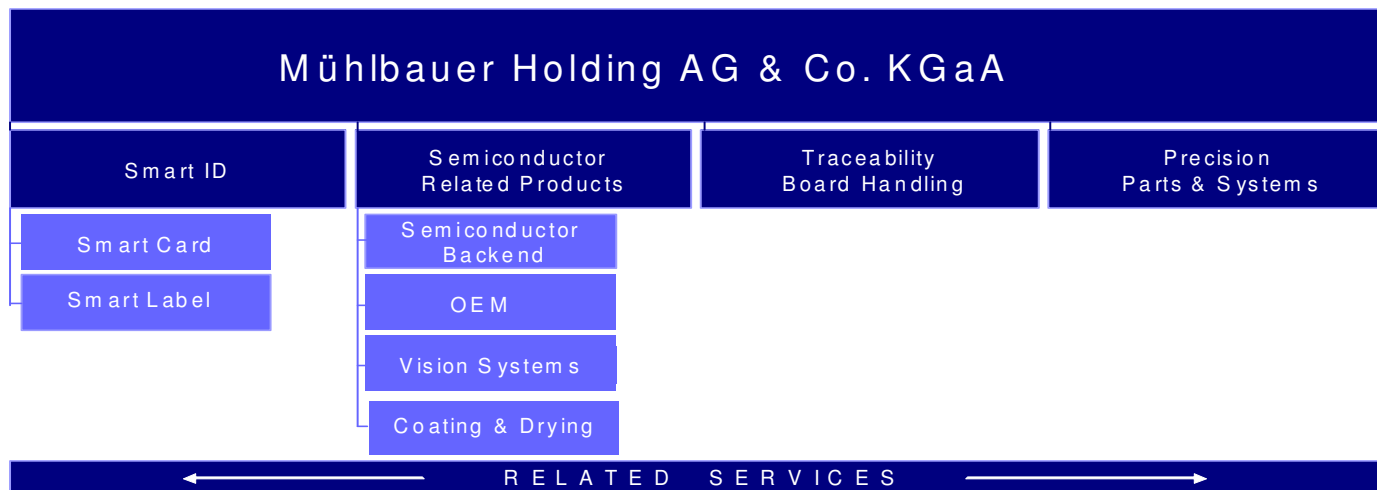 Mühlbauer Holding AG & Co. KGaA
Smart ID
Semiconductor
Related Products
Traceability
Board Handling
Precision
Parts & Systems
Smart Card
Smart Label
Semiconductor
Backend
OEM
Vision Systems
Coating & Drying
RELATED SERVICES